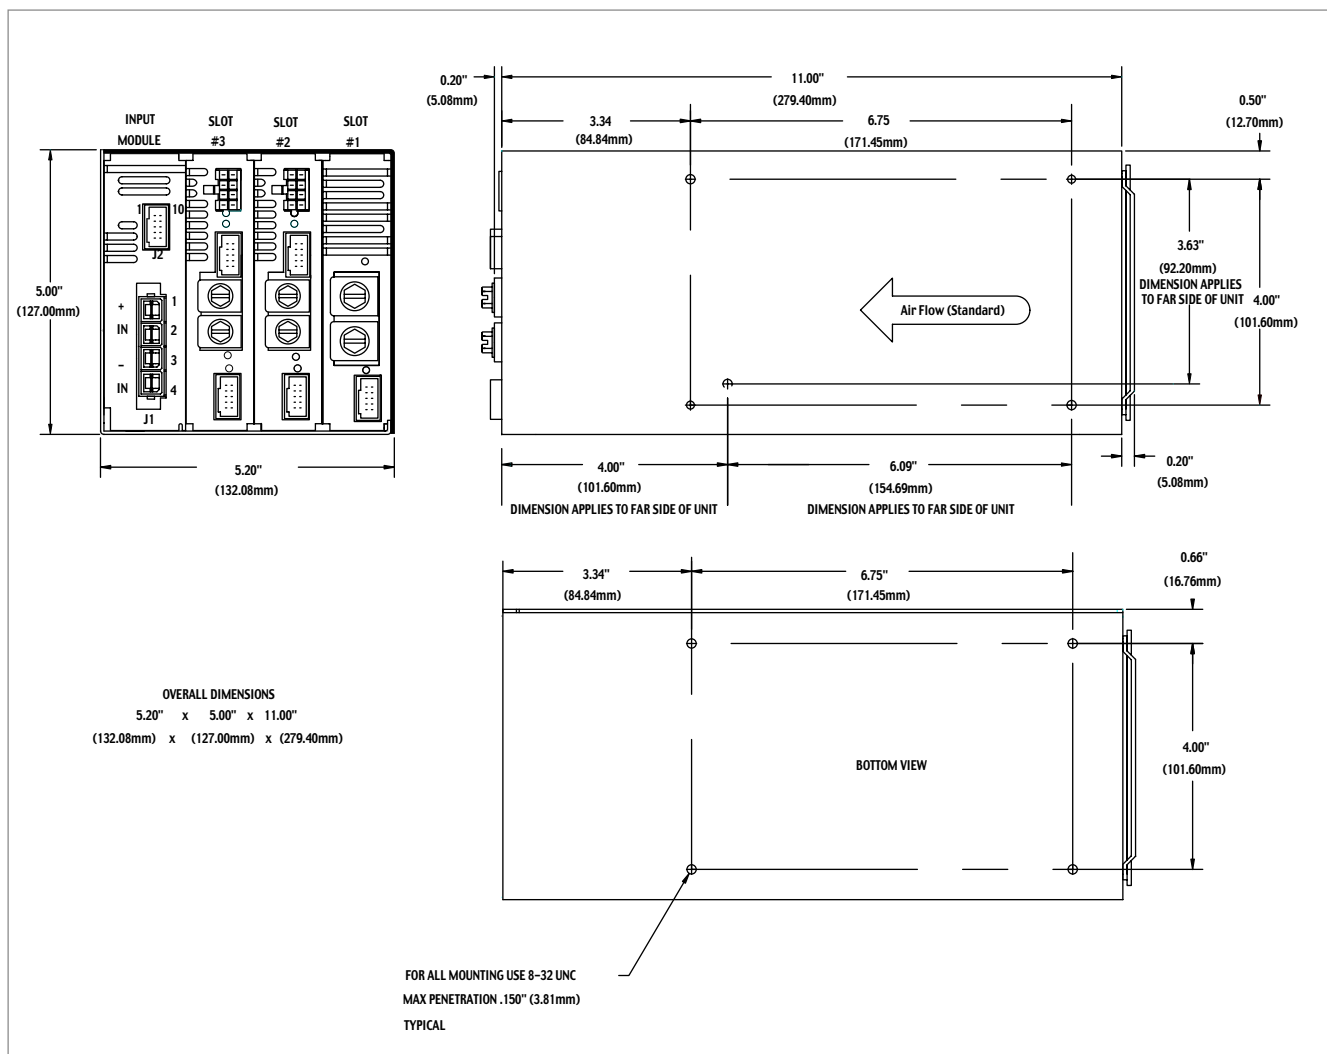 0.20"
(5.08mm)
11.00"
(279.40mm)
0.50"
(12.70mm)
3.34
(84.84mm)
6.75
(171.45mm)
INPUT
MODULE
SLOT
#3
SLOT
#2
SLOT
#1
1
10
J2
5.00"
(127.00mm)
+
IN
–
IN
1
2
3
4
J1
5.20"
(132.08mm)
Air Flow (Standard)
3.63"
(92.20mm)
DIMENSION APPLIES
TO FAR SIDE OF UNIT
4.00"
(101.60mm)
4.00"
(101.60mm)
DIMENSION APPLIES TO FAR SIDE OF UNIT
6.09"
(154.69mm)
DIMENSION APPLIES TO FAR SIDE OF UNIT
0.20"
(5.08mm)
3.34"
(84.84mm)
6.75"
(171.45mm)
0.66"
(16.76mm)
OVERALL DIMENSIONS
5.20" x 5.00" x 11.00"
(132.08mm) x (127.00mm) x (279.40mm)
BOTTOM VIEW
4.00"
(101.60mm)
FOR ALL MOUNTING USE 8–32 UNC
MAX PENETRATION .150" (3.81mm)
TYPICAL